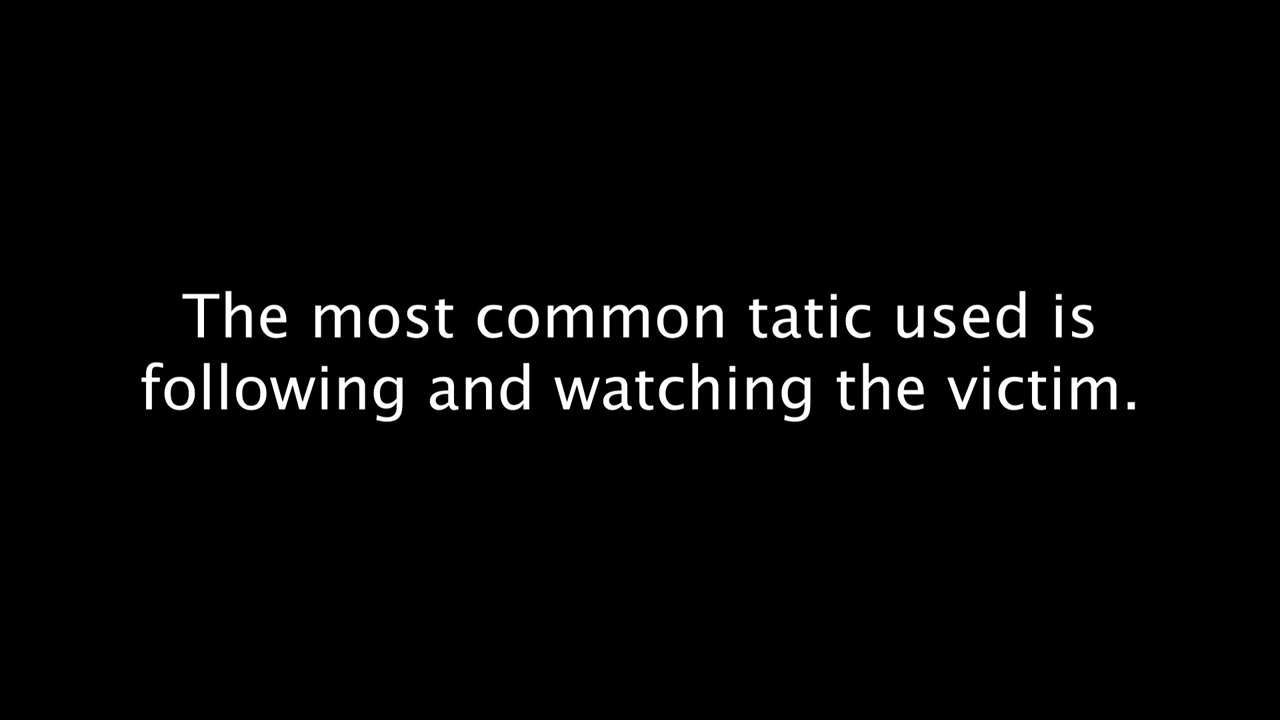 The most common tatic used is
following and watching the victim.